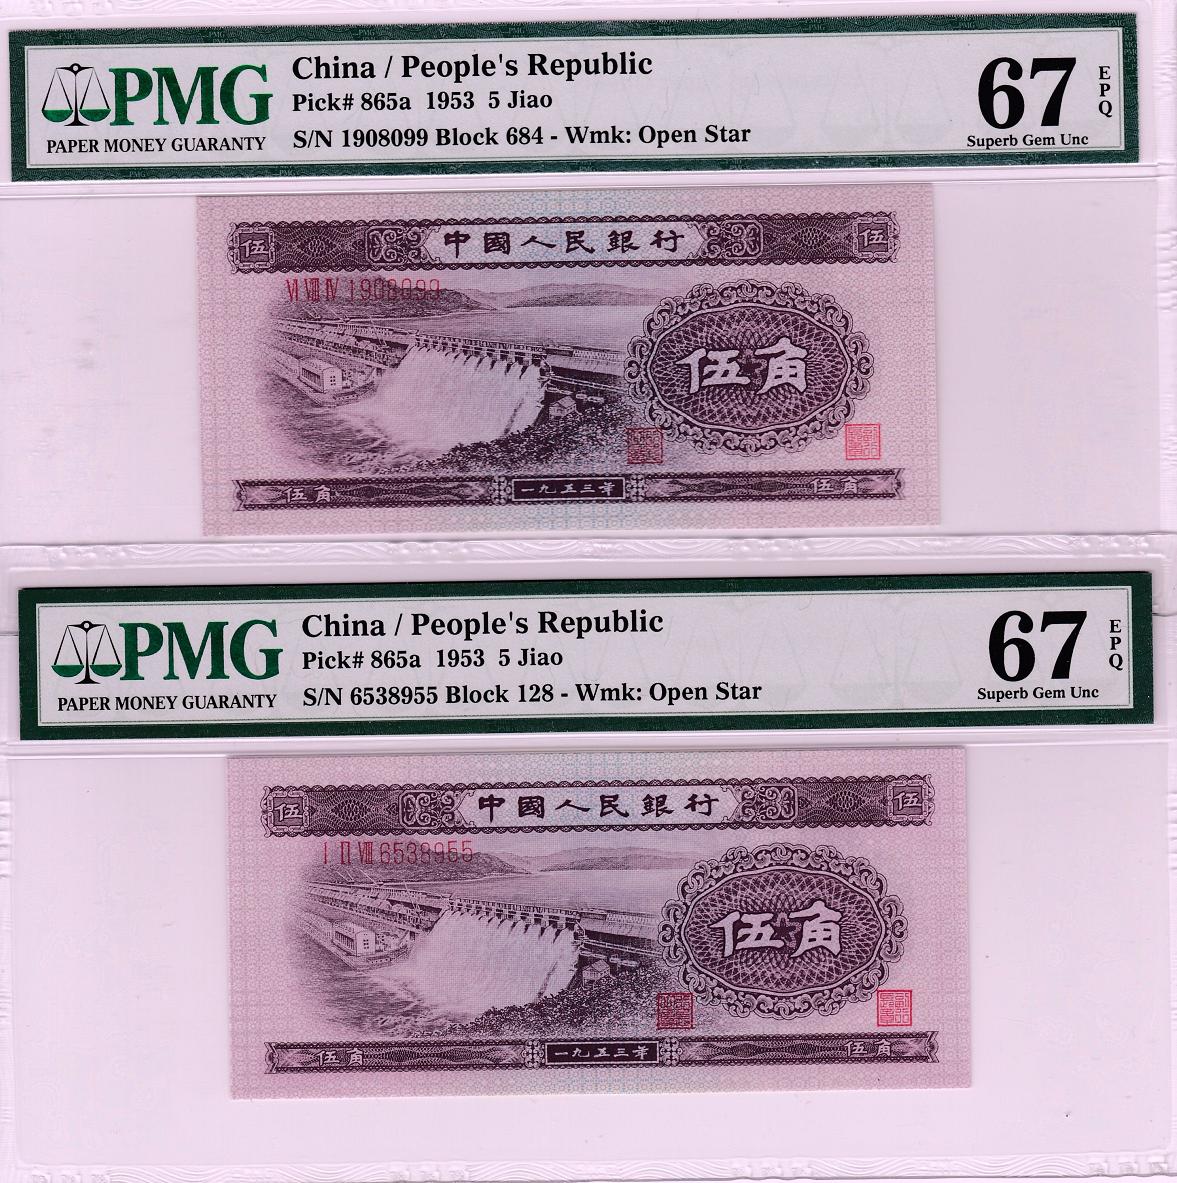 PMG
PAPER MONEY GUARANTY
China / People's Republic
Pick# 865a 1953 5 Jiao
S/N 1908099 Block 684 - Wmk: Open Star
67
EPQ
Superb Gem Unc
伍
中國人民銀行
伍
Ⅵ Ⅷ Ⅳ 1908099
伍角
伍角
一九五三年
伍角
PMG
PAPER MONEY GUARANTY
China / People's Republic
Pick# 865a 1953 5 Jiao
S/N 6538955 Block 128 - Wmk: Open Star
67
EPQ
Superb Gem Unc
伍
中國人民銀行
伍
Ⅰ Ⅱ Ⅷ 6538955
伍角
伍角
一九五三年
伍角